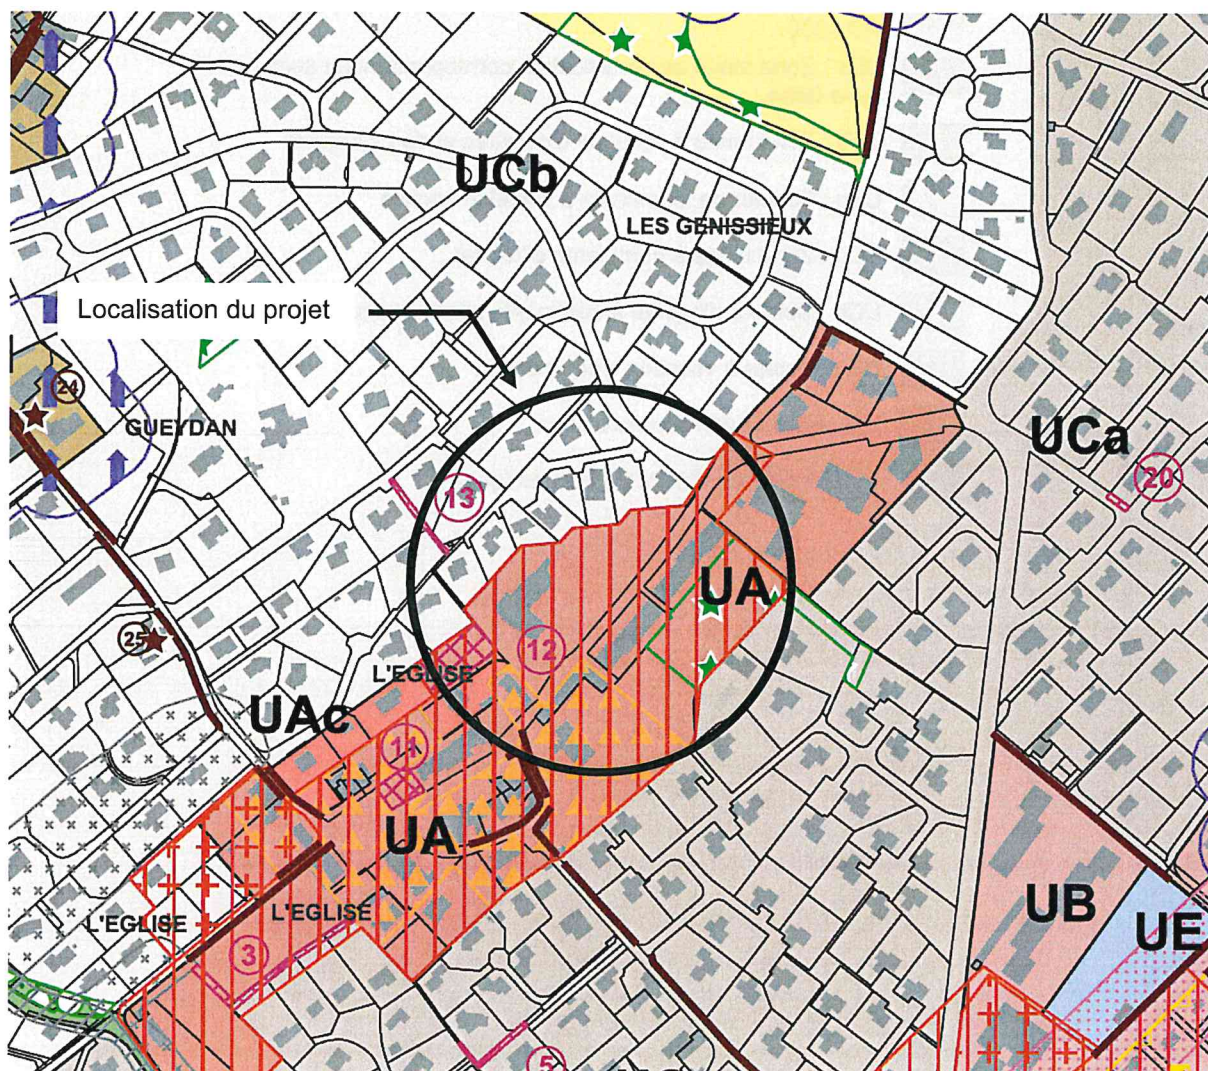 UCb
LES GENISSIEUX
Localisation du projet
24
GUEYDAN
UCa
13
20
UA
12
25
L'EGLISE
UAc
11
UA
UB
L'EGLISE
L'EGLISE
UE
3
5